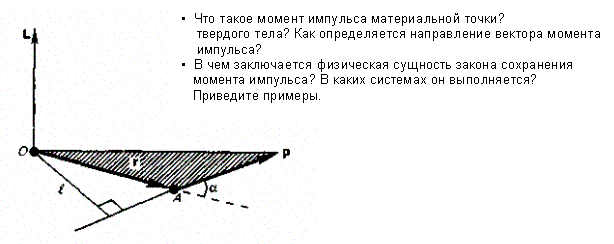 • Что такое момент импульса материальной точки?
твердого тела? Как определяется направление вектора момента
импульса?
• В чем заключается физическая сущность закона сохранения
момента импульса? В каких системах он выполняется?
Приведите примеры.
L
O
r
p
ℓ
A
α